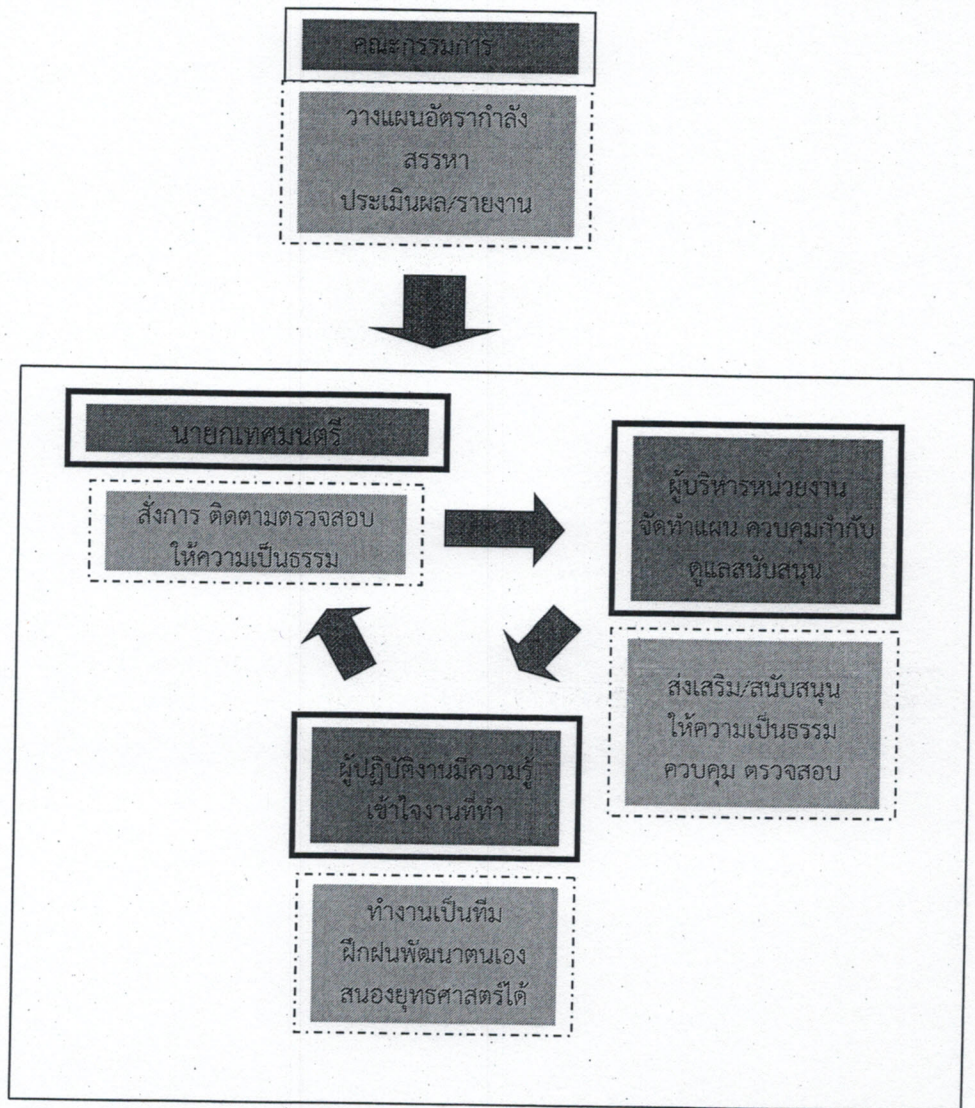 คณะกรรมการ
วางแผนอัตรากำลัง
สรรหา
ประเมินผล/รายงาน
นายกเทศมนตรี
สั่งการ ติดตามตรวจสอบ
ให้ความเป็นธรรม
ผู้บริหารหน่วยงาน
จัดทำแผน ควบคุมกำกับ
ดูแลสนับสนุน
ส่งเสริม/สนับสนุน
ให้ความเป็นธรรม
ควบคุม ตรวจสอบ
ผู้ปฏิบัติงานมีความรู้
เข้าใจงานที่ทำ
ทำงานเป็นทีม
ฝึกฝนพัฒนาตนเอง
สนองยุทธศาสตร์ได้